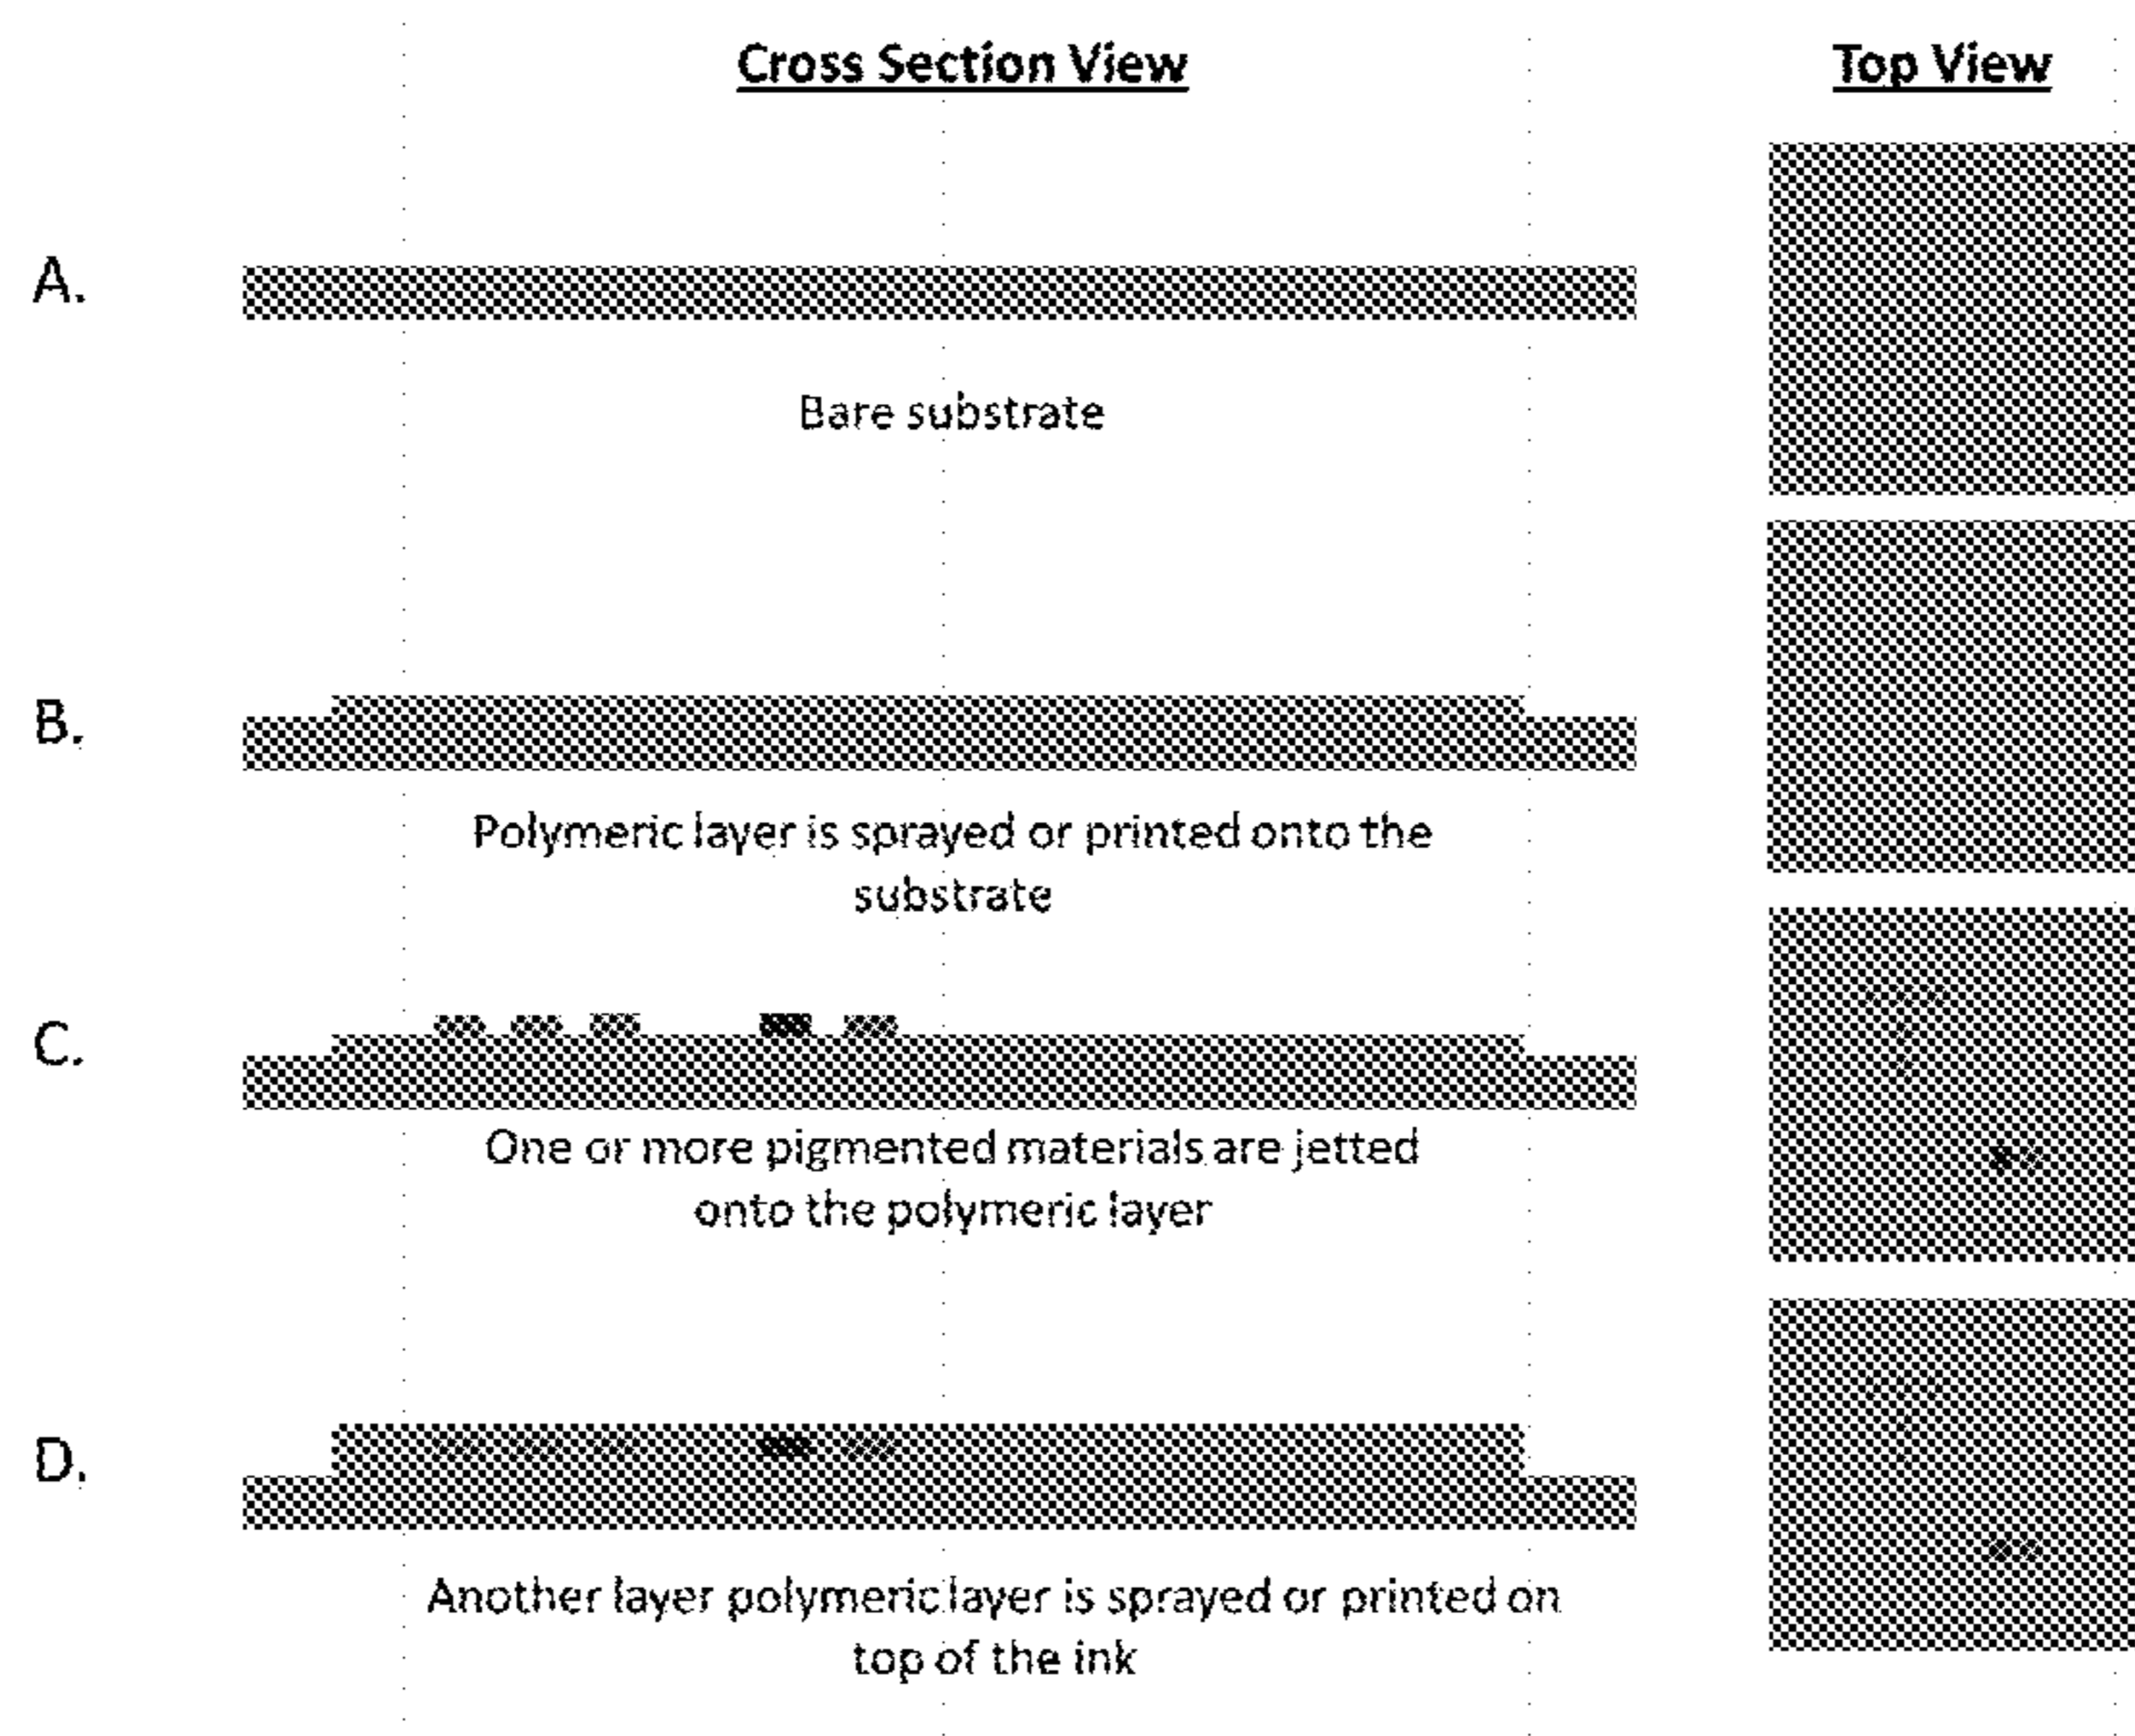 Cross Section View
Top View
A.
Bare substrate
B.
Polymeric layer is sprayed or printed onto the
substrate
C.
One or more pigmented materials are jetted
onto the polymeric layer
D.
Another layer polymeric layer is sprayed or printed on
top of the ink